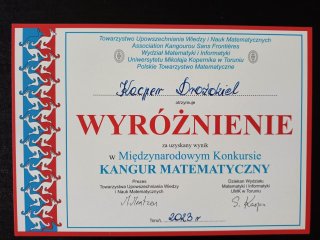 Towarzystwo Upowszechniania Wiedzy i Nauk Matematycznych
Association Kangourou Sans Frontières
Wydział Matematyki i Informatyki
Uniwersytetu Mikołaja Kopernika w Toruniu
Polskie Towarzystwo Matematyczne
Kacper
otrzymuje
WYRÓŻNIENIE
za uzyskany wynik
w Międzynarodowym Konkursie
KANGUR MATEMATYCZNY
Prezes
Towarzystwa Upowszechniania Wiedzy
i Nauk Matematycznych
Dziekan Wydziału
Matematyki i Informatyki
UMK w Toruniu
Toruń, 2023 r